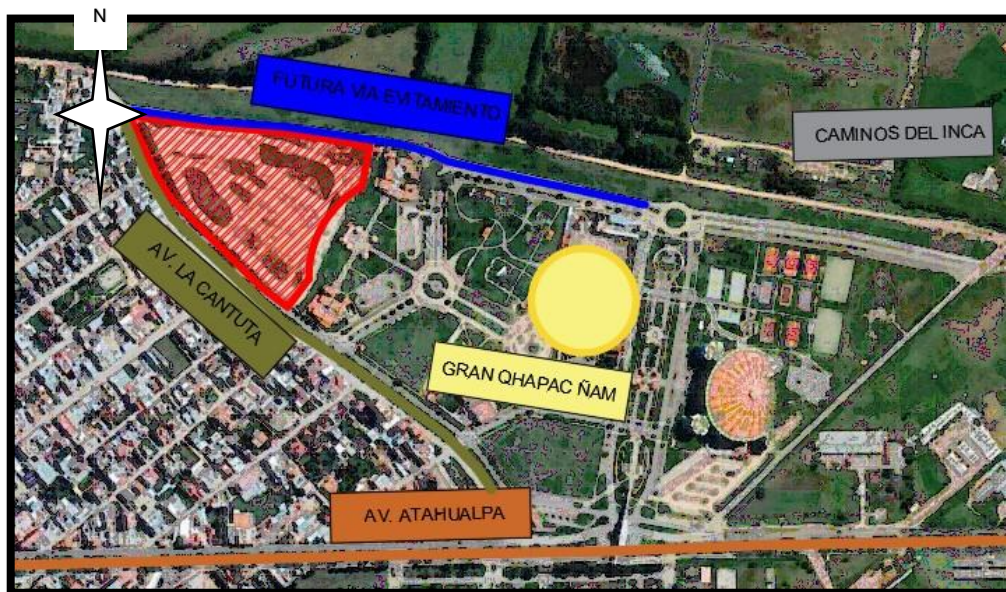 N
FUTURA VIA EVITAMIENTO
CAMINOS DEL INCA
AV. LA CANTUTA
GRAN QHAPAC ÑAM
AV. ATAHUALPA